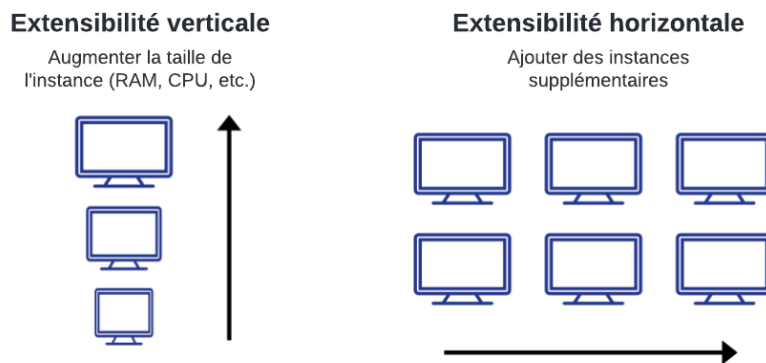 Extensibilité verticale
Augmenter la taille de
l'instance (RAM, CPU, etc.)
Extensibilité horizontale
Ajouter des instances
supplémentaires